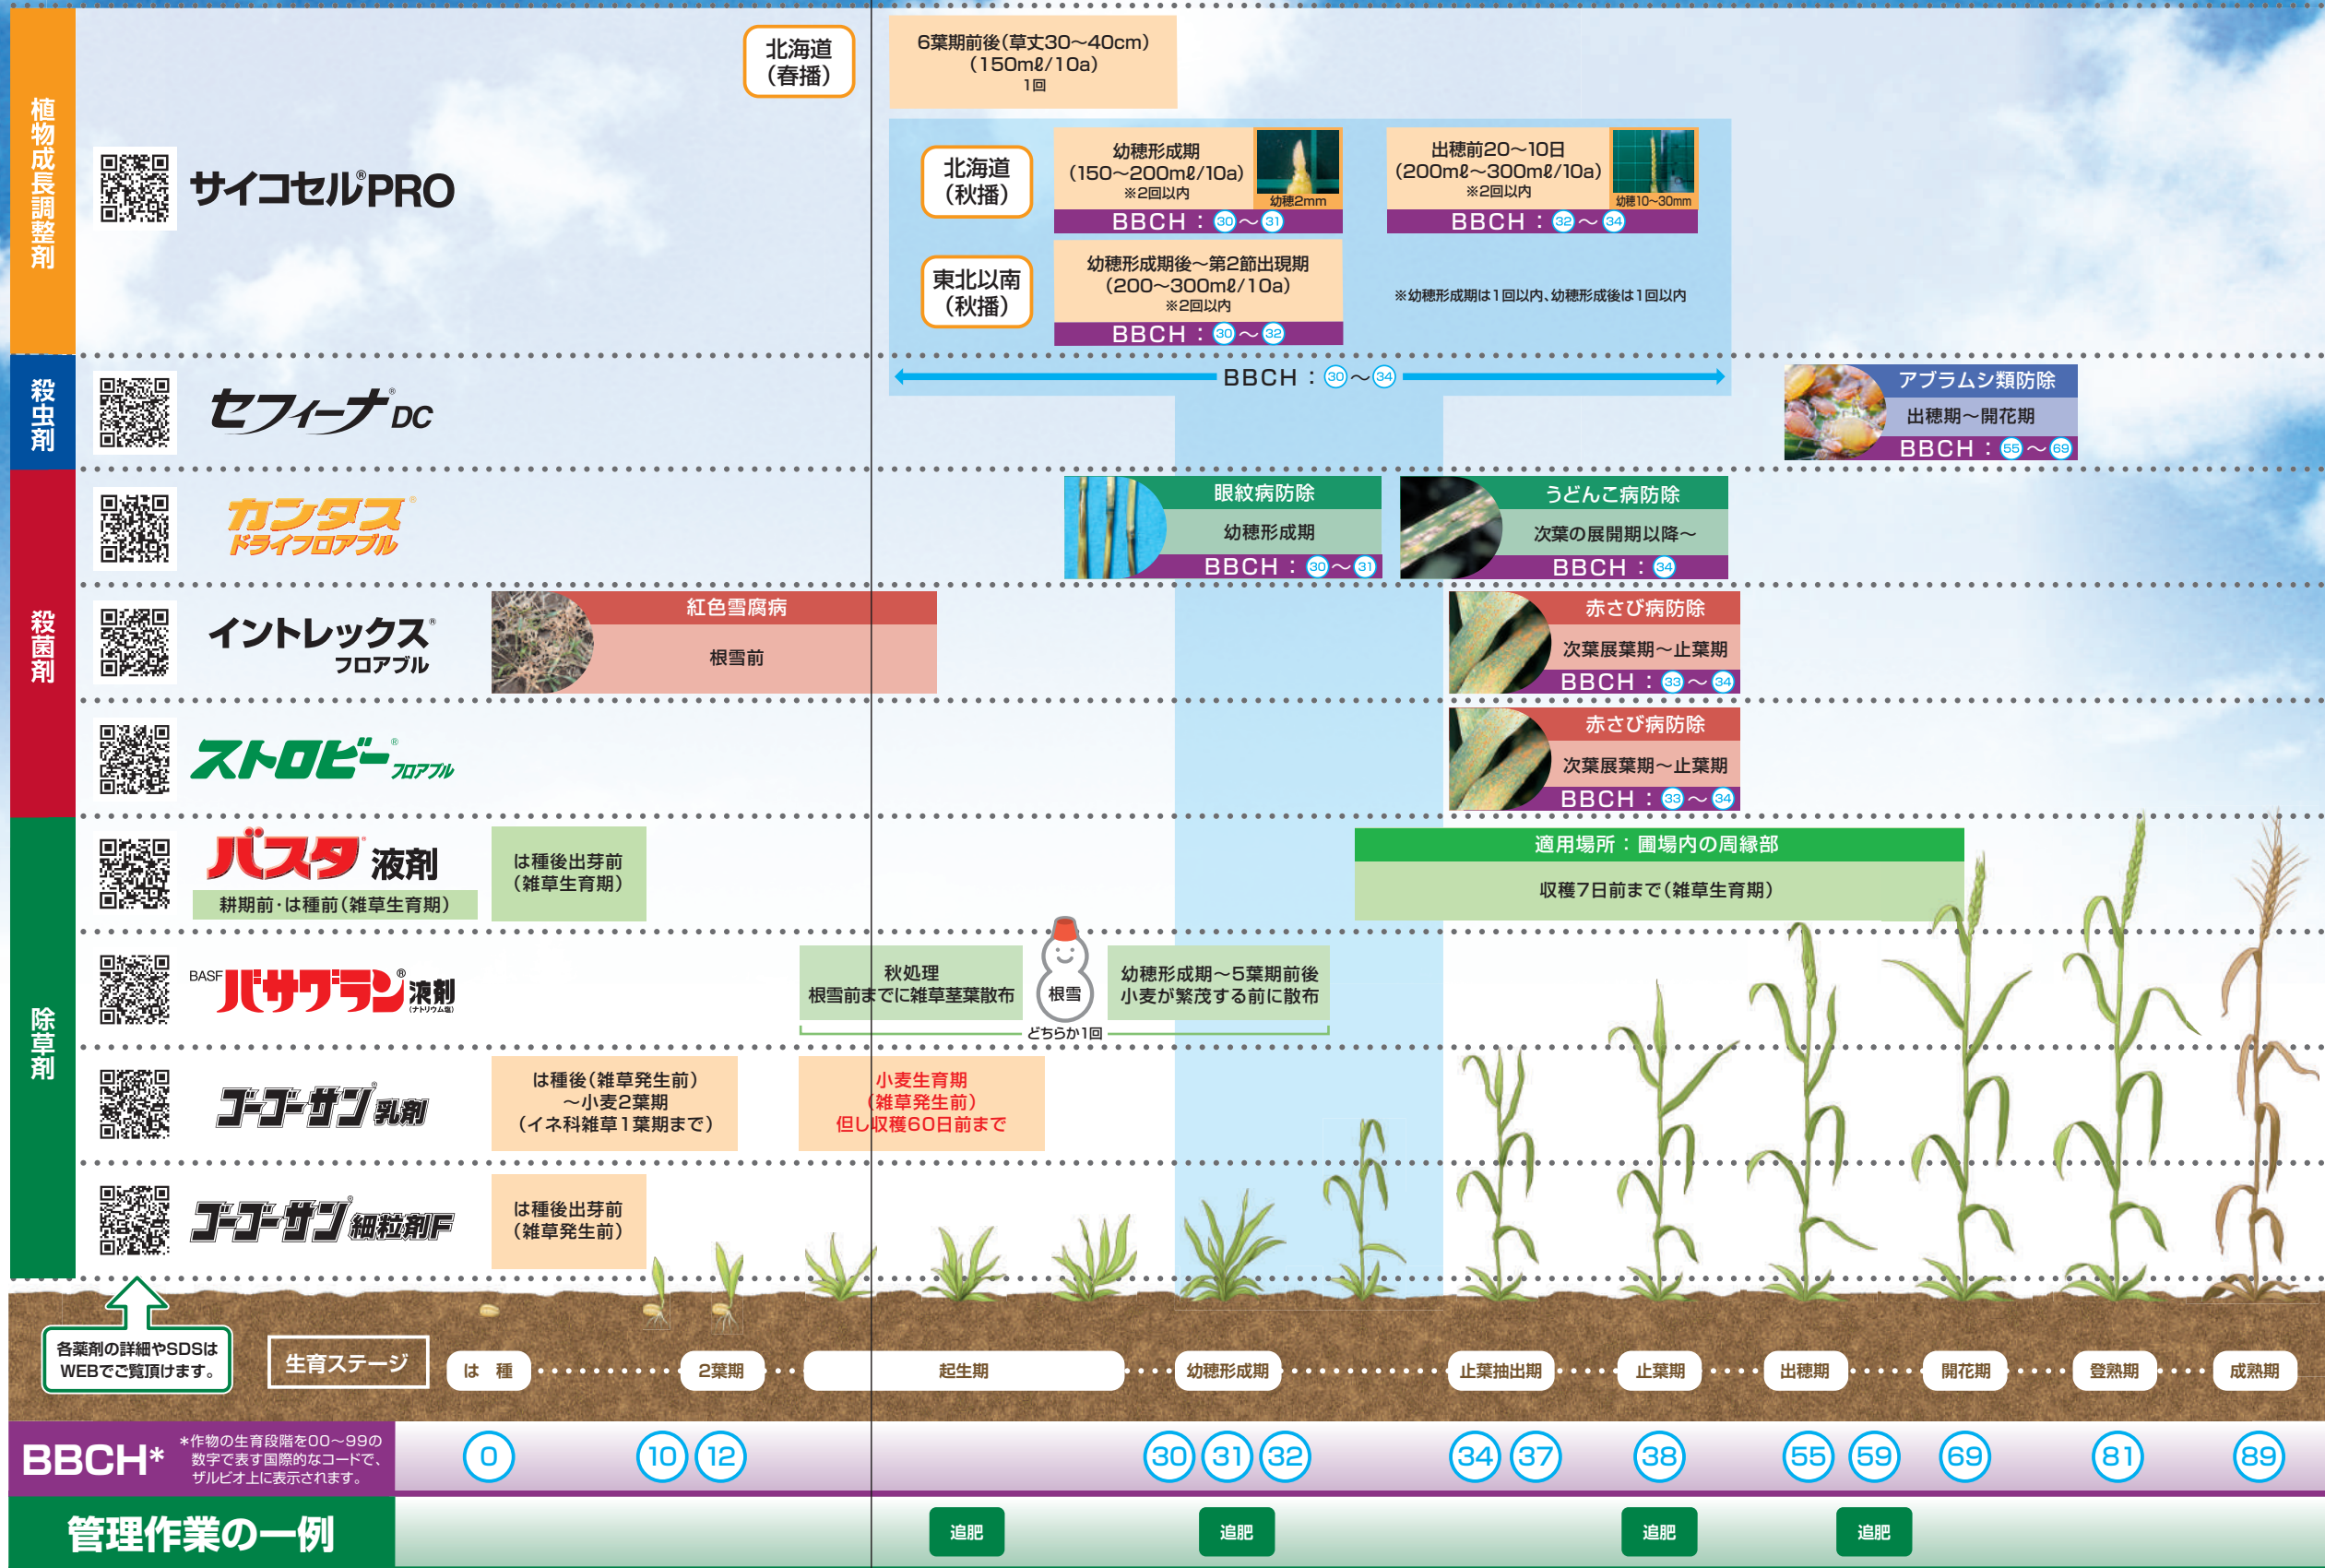 植物成長調整剤
サイコセル®PRO
北海道
（春播）
6葉期前後（草丈30～40cm）
（150mℓ/10a）
1回
北海道
（秋播）
幼穂形成期
（150～200mℓ/10a）
※2回以内
幼穂2mm
BBCH：30～31
出穂前20～10日
（200mℓ～300mℓ/10a）
※2回以内
幼穂10～30mm
BBCH：32～34
東北以南
（秋播）
幼穂形成期後～第2節出現期
（200～300mℓ/10a）
※2回以内
BBCH：30～32
※幼穂形成期は1回以内、幼穂形成後は1回以内
BBCH：30～34
殺虫剤
セフィーナ®DC
アブラムシ類防除
出穂期～開花期
BBCH：55～69
殺菌剤
カンタス®
ドライフロアブル
眼紋病防除
幼穂形成期
BBCH：30～31
うどんこ病防除
次葉の展開期以降～
BBCH：34
イントレックス®
フロアブル
紅色雪腐病
根雪前
赤さび病防除
次葉展葉期～止葉期
BBCH：33～34
ストロビー®フロアブル
赤さび病防除
次葉展葉期～止葉期
BBCH：33～34
除草剤
バスタ®液剤
耕期前・は種前（雑草生育期）
は種後出芽前
（雑草生育期）
適用場所：圃場内の周縁部
収穫7日前まで（雑草生育期）
BASF バサグラン®液剤
（ナトリウム塩）
秋処理
根雪前までに雑草茎葉散布
根雪
幼穂形成期～5葉期前後
小麦が繁茂する前に散布
どちらか1回
ゴーゴーサン®乳剤
は種後（雑草発生前）
～小麦2葉期
（イネ科雑草1葉期まで）
小麦生育期
（雑草発生前）
但し収穫60日前まで
ゴーゴーサン®細粒剤F
は種後出芽前
（雑草発生前）
各薬剤の詳細やSDSは
WEBでご覧頂けます。
生育ステージ
は 種
2葉期
起生期
幼穂形成期
止葉抽出期
止葉期
出穂期
開花期
登熟期
成熟期
BBCH*
*作物の生育段階を00～99の
数字で表す国際的なコードで、
ザルビオ上に表示されます。
0 10 12 30 31 32 34 37 38 55 59 69 81 89
管理作業の一例
追肥
追肥
追肥
追肥